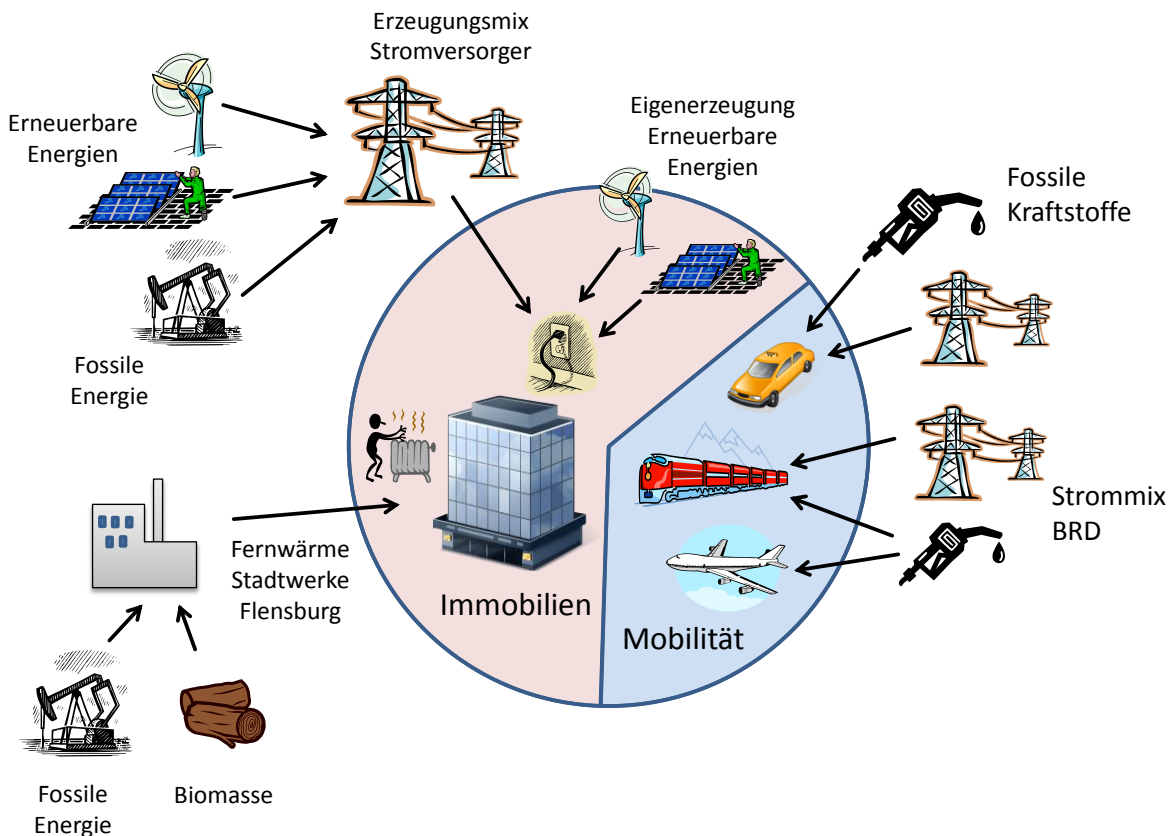 Erzeugungsmix
Stromversorger
Erneuerbare
Energien
Eigenerzeugung
Erneuerbare
Energien
Fossile
Kraftstoffe
Fossile
Energie
Strommix
BRD
Fernwärme
Stadtwerke
Flensburg
Immobilien
Mobilität
Fossile
Energie
Biomasse